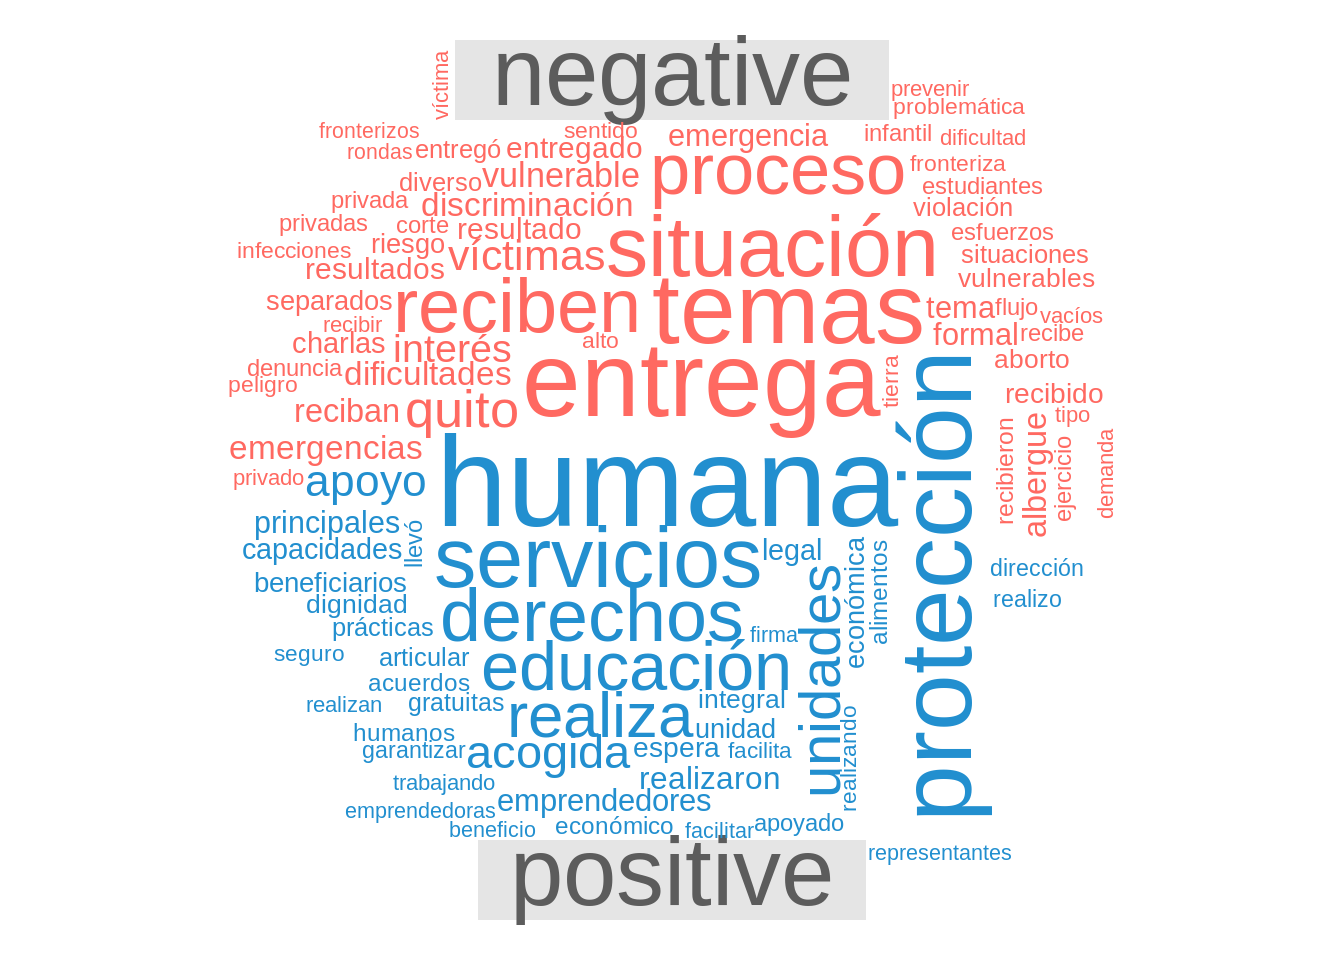 negative
víctima
prevenir
problemática
fronterizos
sentido
emergencia
infantil
dificultad
rondas
entregó
entregado
proceso
fronteriza
diverso
vulnerable
estudiantes
privada
discriminación
violación
privadas
corte
resultado
situación
esfuerzos
infecciones
riesgo
víctimas
situaciones
resultados
vulnerables
separados
reciben
temas
tema
flujo
vacíos
recibir
formal
recibe
charlas
interés
alto
denuncia
dificultades
entrega
tierra
aborto
peligro
recibido
reciban
quito
tipo
recibieron
albergue
ejercicio
demanda
emergencias
privado
apoyo
humana
protección
principales
llevó
servicios
legal
capacidades
económica
alimentos
dirección
beneficiarios
dignidad
derechos
unidades
realizo
prácticas
firma
seguro
articular
educación
acuerdos
realizan
gratuitas
realiza
integral
humanos
unidad
garantizar
acogida
espera
facilita
realizando
trabajando
realizaron
emprendedoras
emprendedores
beneficio
económico
facilitar
apoyado
representantes
positive